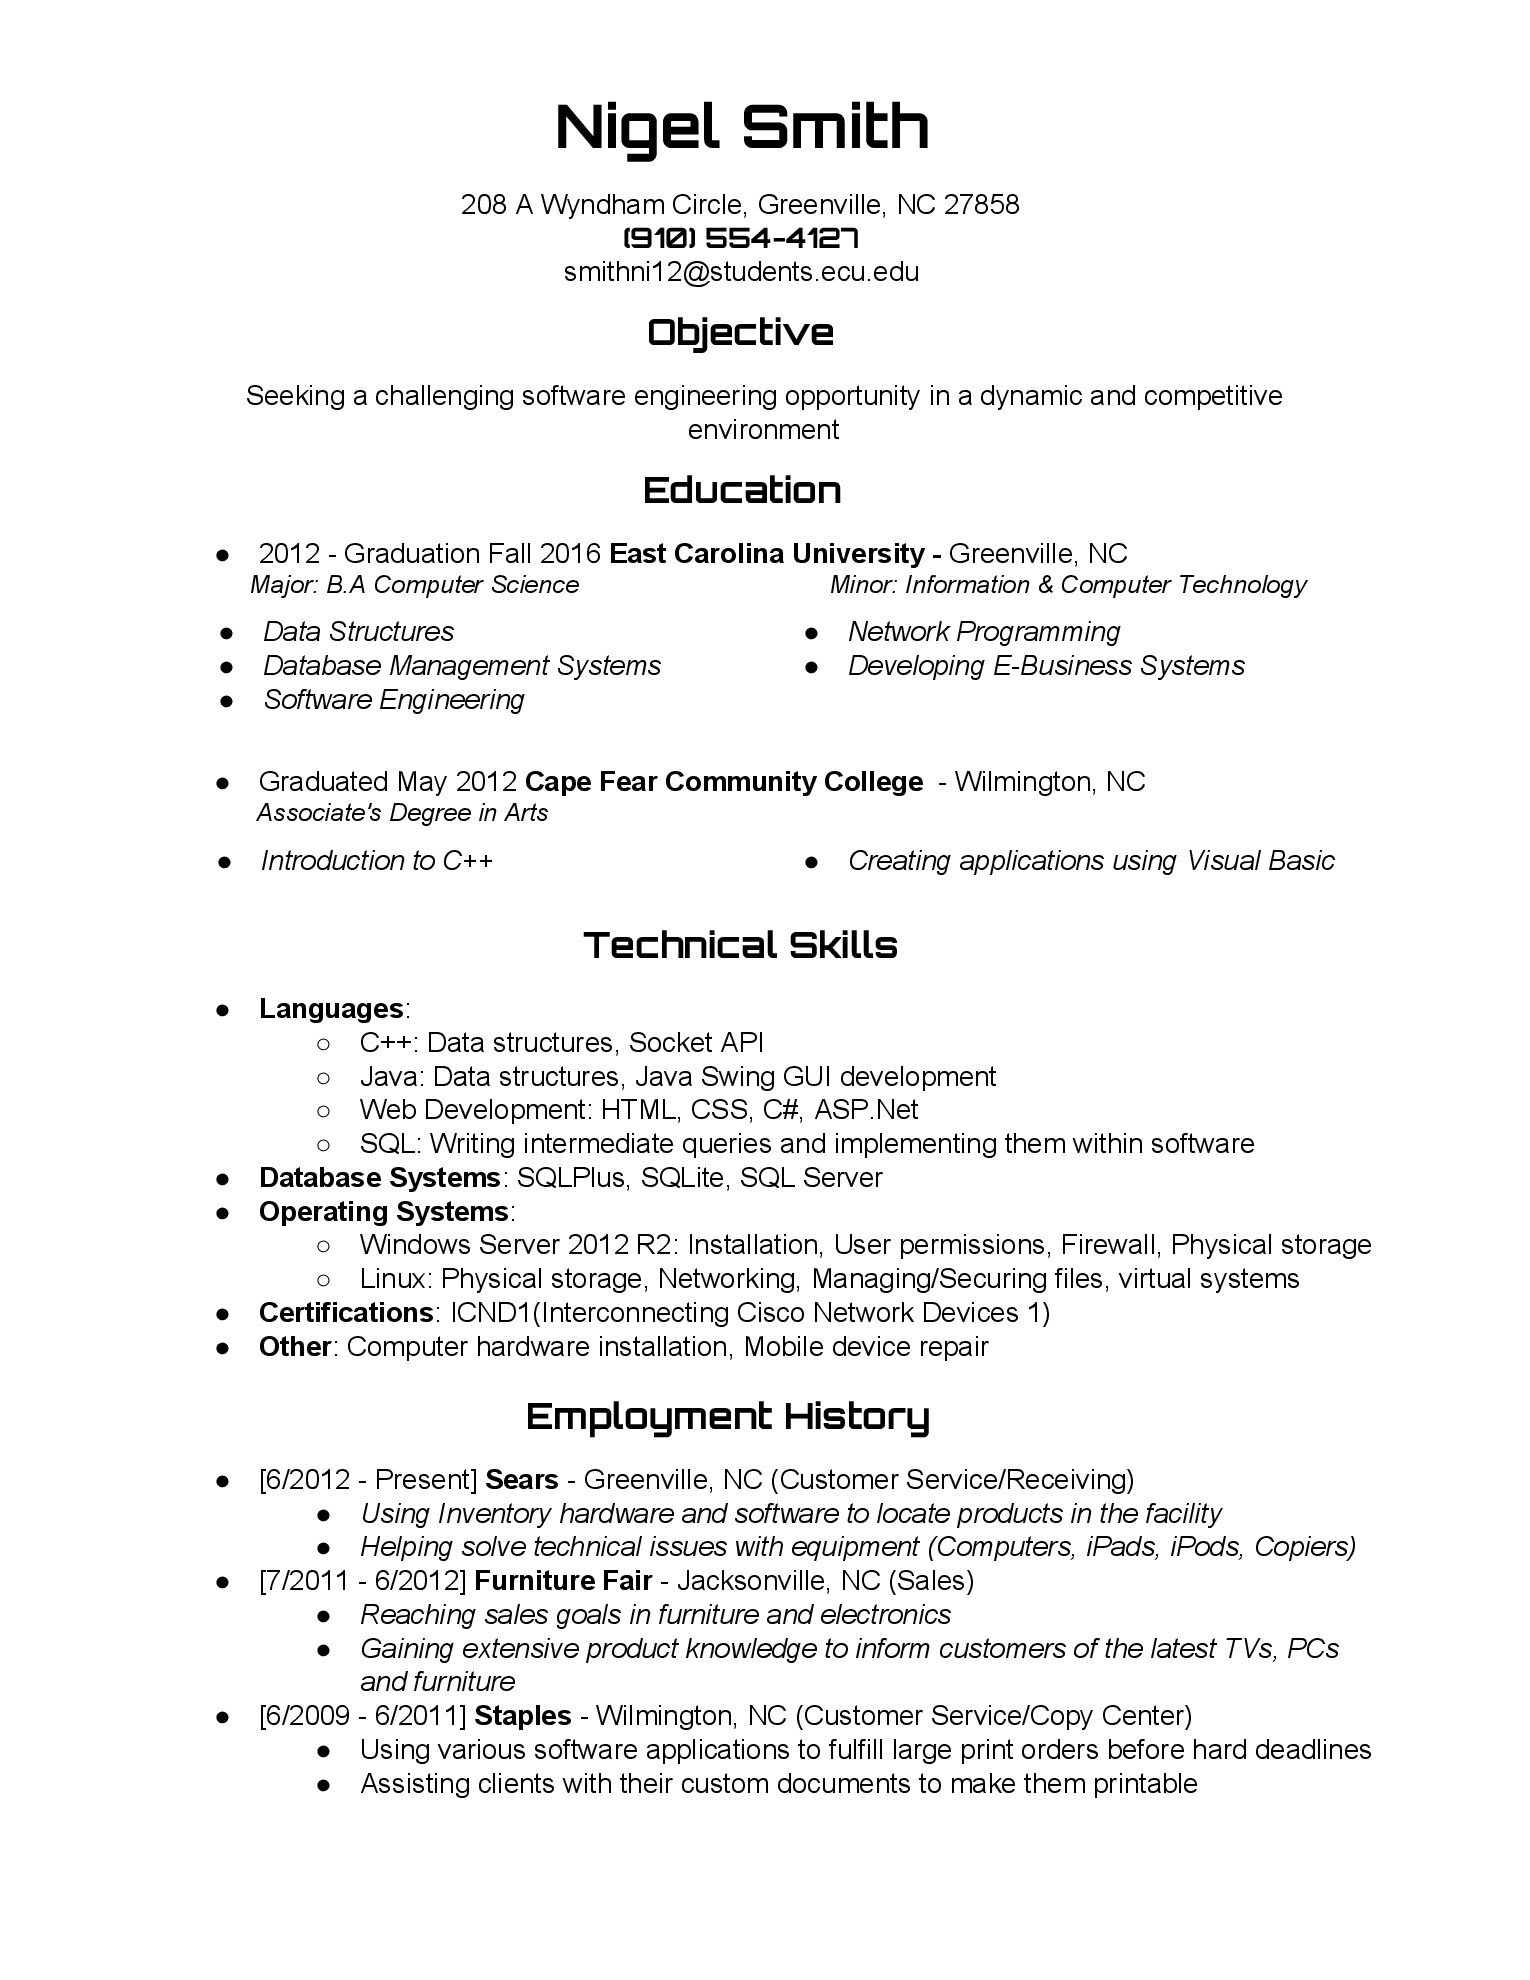 Nigel Smith
208 A Wyndham Circle, Greenville, NC 27858
(910) 554-4127
smithni12@students.ecu.edu
Objective
Seeking a challenging software engineering opportunity in a dynamic and competitive
environment
Education
● 2012 - Graduation Fall 2016 East Carolina University - Greenville, NC
Major: B.A Computer Science Minor: Information & Computer Technology
● Data Structures ● Network Programming
● Database Management Systems ● Developing E-Business Systems
● Software Engineering
● Graduated May 2012 Cape Fear Community College - Wilmington, NC
Associate's Degree in Arts
● Introduction to C++ ● Creating applications using Visual Basic
Technical Skills
● Languages:
○ C++: Data structures, Socket API
○ Java: Data structures, Java Swing GUI development
○ Web Development: HTML, CSS, C#, ASP.Net
○ SQL: Writing intermediate queries and implementing them within software
● Database Systems: SQLPlus, SQLite, SQL Server
● Operating Systems:
○ Windows Server 2012 R2: Installation, User permissions, Firewall, Physical storage
○ Linux: Physical storage, Networking, Managing/Securing files, virtual systems
● Certifications: ICND1(Interconnecting Cisco Network Devices 1)
● Other: Computer hardware installation, Mobile device repair
Employment History
● [6/2012 - Present] Sears - Greenville, NC (Customer Service/Receiving)
● Using Inventory hardware and software to locate products in the facility
● Helping solve technical issues with equipment (Computers, iPads, iPods, Copiers)
● [7/2011 - 6/2012] Furniture Fair - Jacksonville, NC (Sales)
● Reaching sales goals in furniture and electronics
● Gaining extensive product knowledge to inform customers of the latest TVs, PCs
and furniture
● [6/2009 - 6/2011] Staples - Wilmington, NC (Customer Service/Copy Center)
● Using various software applications to fulfill large print orders before hard deadlines
● Assisting clients with their custom documents to make them printable